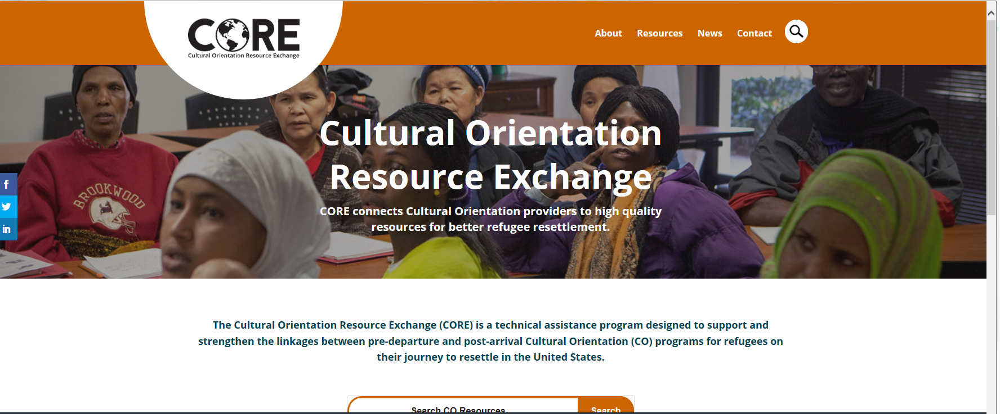 CORE
Cultural Orientation Resource Exchange
About Resources News Contact
Cultural Orientation
Resource Exchange
CORE connects Cultural Orientation providers to high quality
resources for better refugee resettlement.
BROOKWOOD
f
in
The Cultural Orientation Resource Exchange (CORE) is a technical assistance program designed to support and
strengthen the linkages between pre-departure and post-arrival Cultural Orientation (CO) programs for refugees on
their journey to resettle in the United States.
Search CO Resources Search